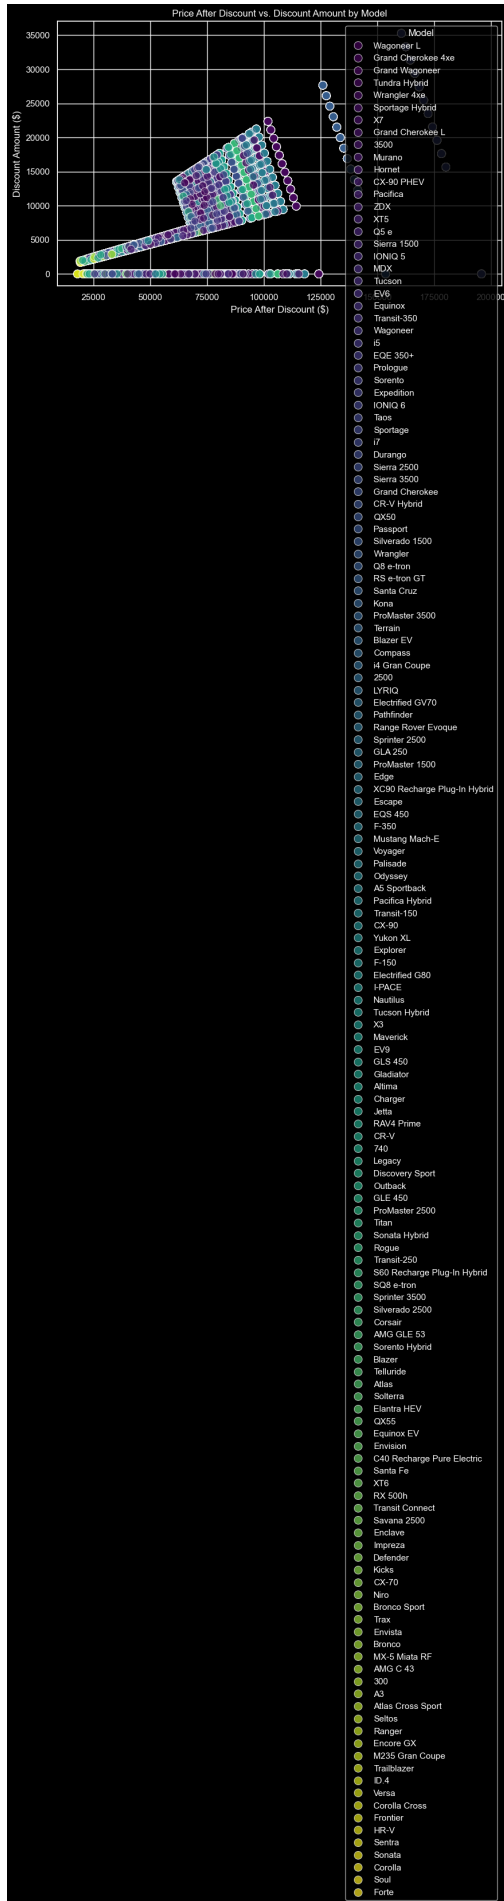 Price After Discount vs. Discount Amount by Model
35000
30000
25000
20000
15000
10000
5000
0
Discount Amount ($)
25000
50000
75000
100000
125000
175000
Price After Discount ($)
Model
Wagoneer L
Grand Cherokee 4xe
Grand Wagoneer
Tundra Hybrid
Wrangler 4xe
Sportage Hybrid
X7
Grand Cherokee L
3500
Murano
Hornet
CX-90 PHEV
Pacifica
ZDX
XT5
Q5 e
Sierra 1500
IONIQ 5
MDX
Tucson
EV6
Equinox
Transit-350
Wagoneer
i5
EQE 350+
Prologue
Sorento
Expedition
IONIQ 6
Taos
Sportage
i7
Durango
Sierra 2500
Sierra 3500
Grand Cherokee
CR-V Hybrid
QX50
Passport
Silverado 1500
Wrangler
Q8 e-tron
RS e-tron GT
Santa Cruz
Kona
ProMaster 3500
Terrain
Blazer EV
Compass
i4 Gran Coupe
2500
LYRIQ
Electrified GV70
Pathfinder
Range Rover Evoque
Sprinter 2500
GLA 250
ProMaster 1500
Edge
XC90 Recharge Plug-In Hybrid
Escape
EQS 450
F-350
Mustang Mach-E
Voyager
Palisade
Odyssey
A5 Sportback
Pacifica Hybrid
Transit-150
CX-90
Yukon XL
Explorer
F-150
Electrified G80
I-PACE
Nautilus
Tucson Hybrid
X3
Maverick
EV9
GLS 450
Gladiator
Altima
Charger
Jetta
RAV4 Prime
CR-V
740
Legacy
Discovery Sport
Outback
GLE 450
ProMaster 2500
Titan
Sonata Hybrid
Rogue
Transit-250
S60 Recharge Plug-In Hybrid
SQ8 e-tron
Sprinter 3500
Silverado 2500
Corsair
AMG GLE 53
Sorento Hybrid
Blazer
Telluride
Atlas
Solterra
Elantra HEV
QX55
Equinox EV
Envision
C40 Recharge Pure Electric
Santa Fe
XT6
RX 500h
Transit Connect
Savana 2500
Enclave
Impreza
Defender
Kicks
CX-70
Niro
Bronco Sport
Trax
Envista
Bronco
MX-5 Miata RF
AMG C 43
300
A3
Atlas Cross Sport
Seltos
Ranger
Encore GX
M235 Gran Coupe
Trailblazer
ID.4
Versa
Corolla Cross
Frontier
HR-V
Sentra
Sonata
Corolla
Soul
Forte